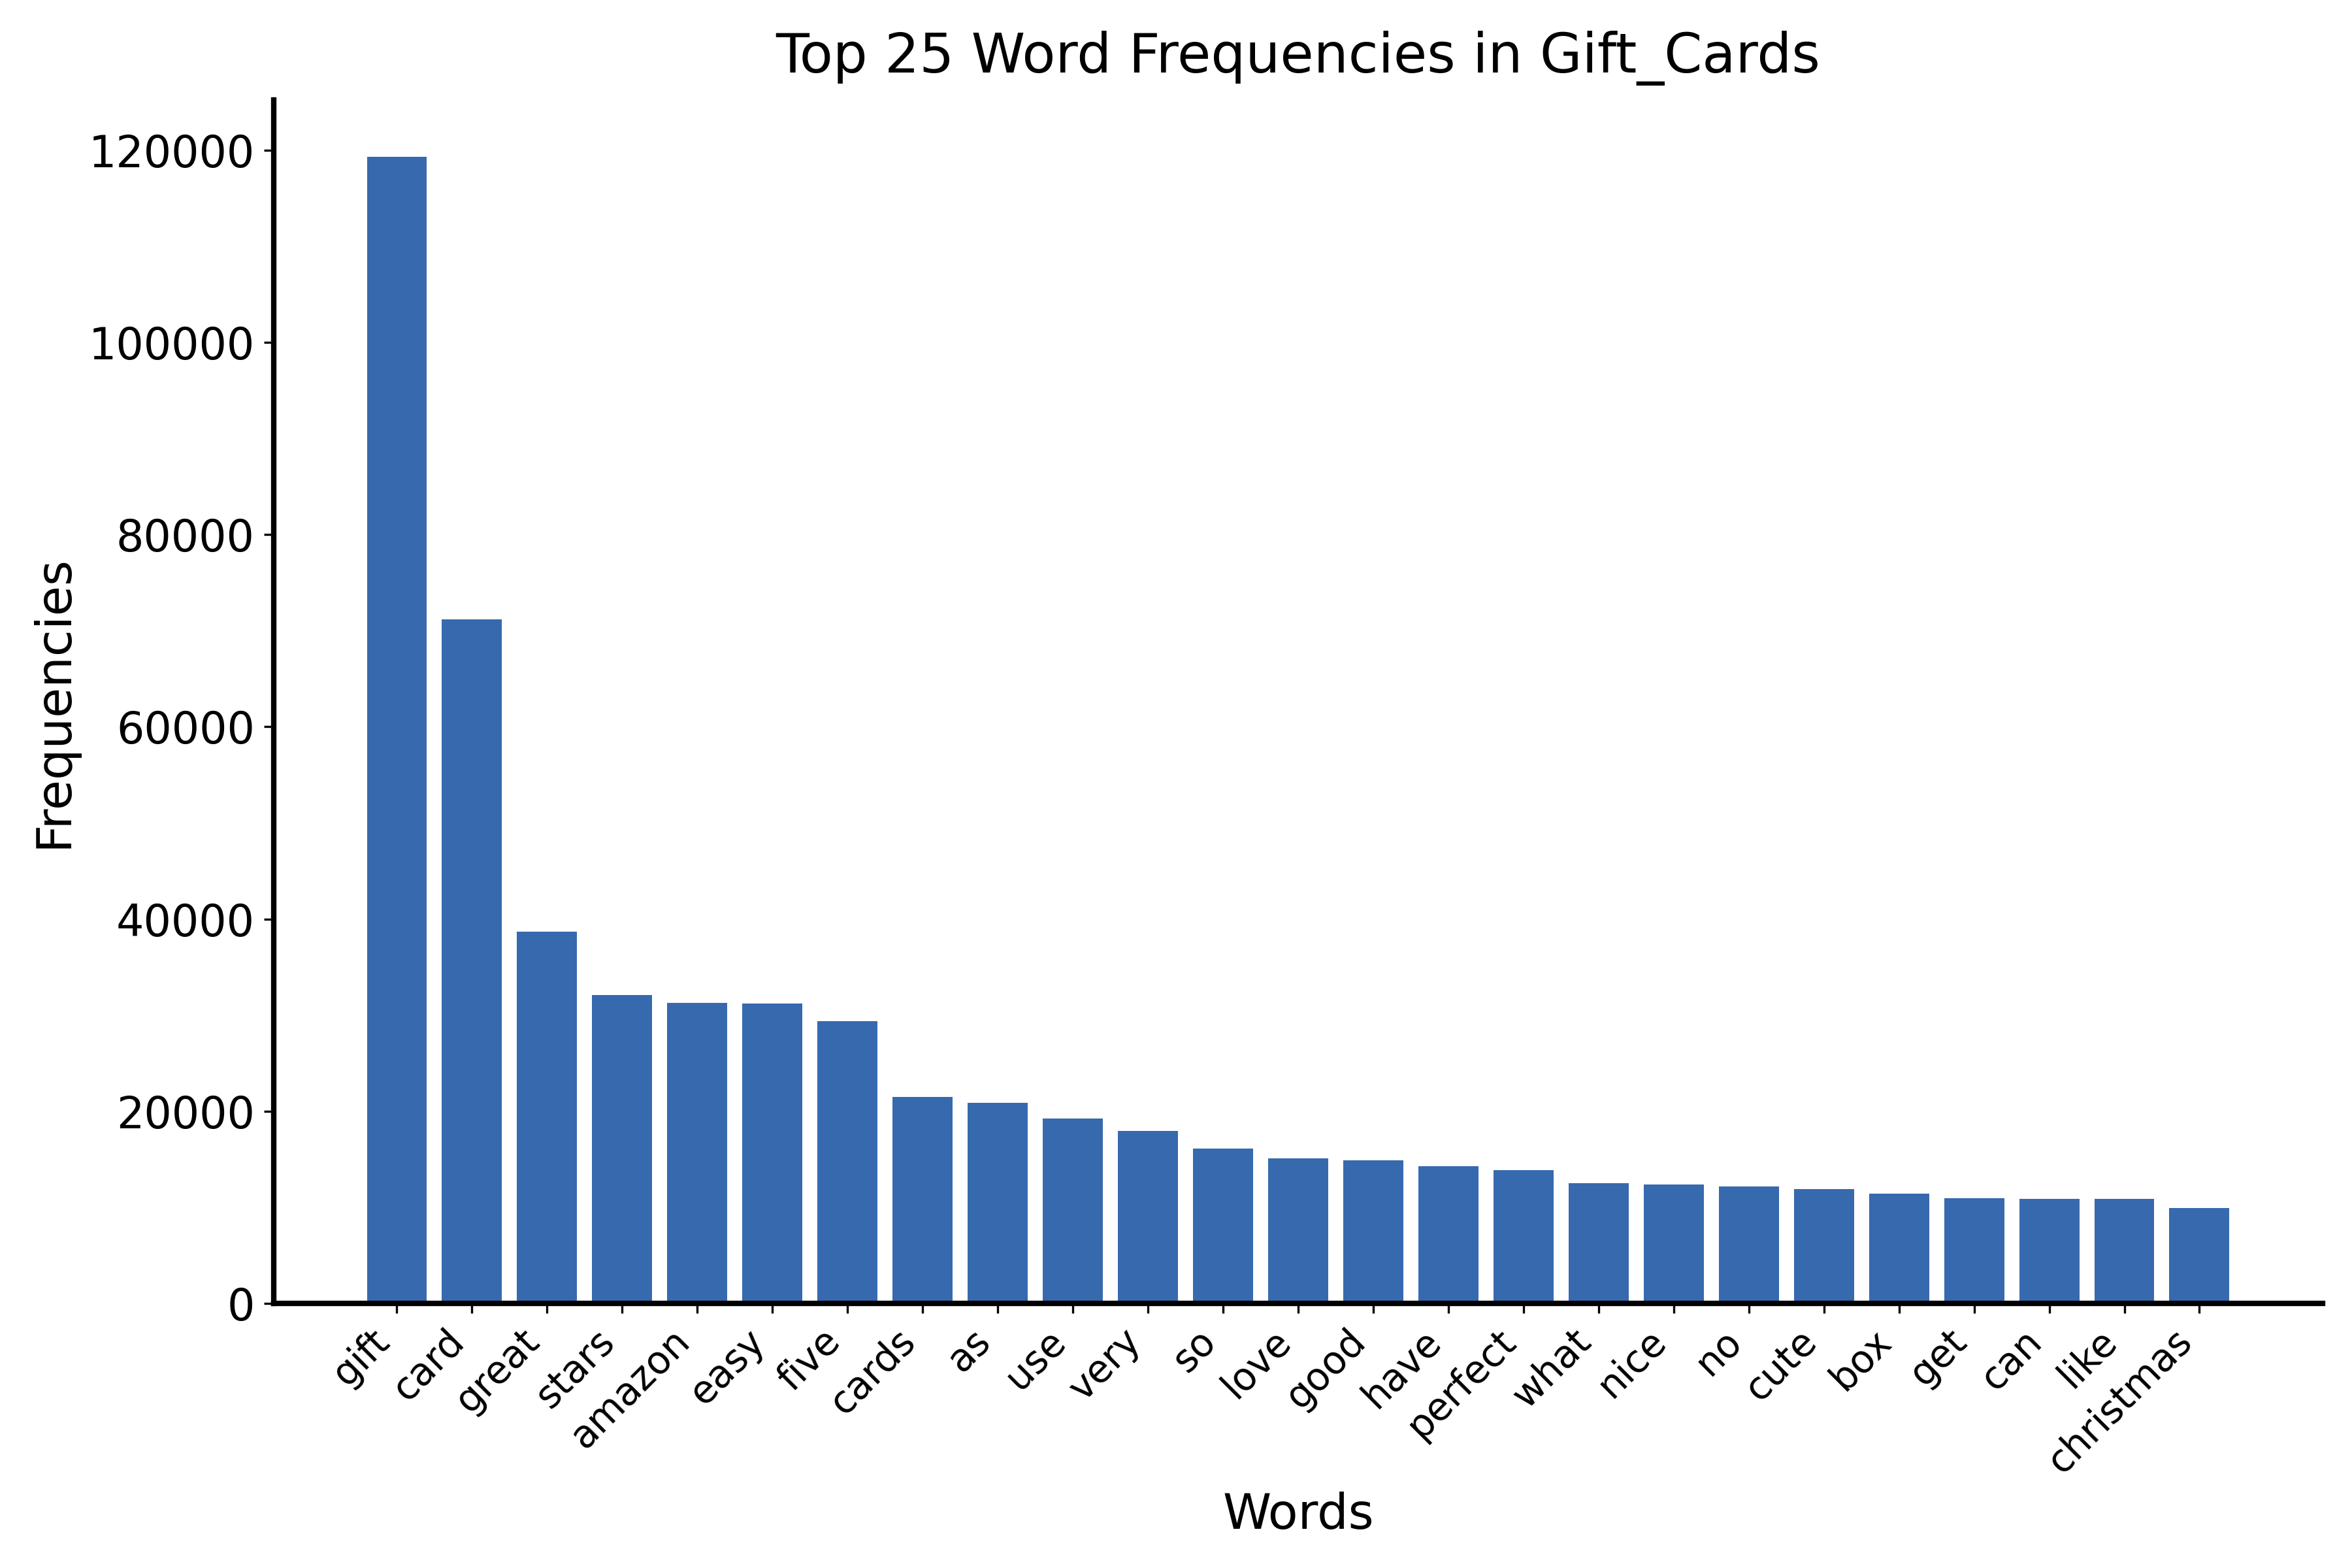 Top 25 Word Frequencies in Gift_Cards
120000
100000
80000
60000
40000
20000
0
Frequencies
gift
card
great
stars
amazon
easy
five
cards
as
use
very
so
love
good
have
perfect
what
nice
no
cute
box
get
can
like
christmas
Words